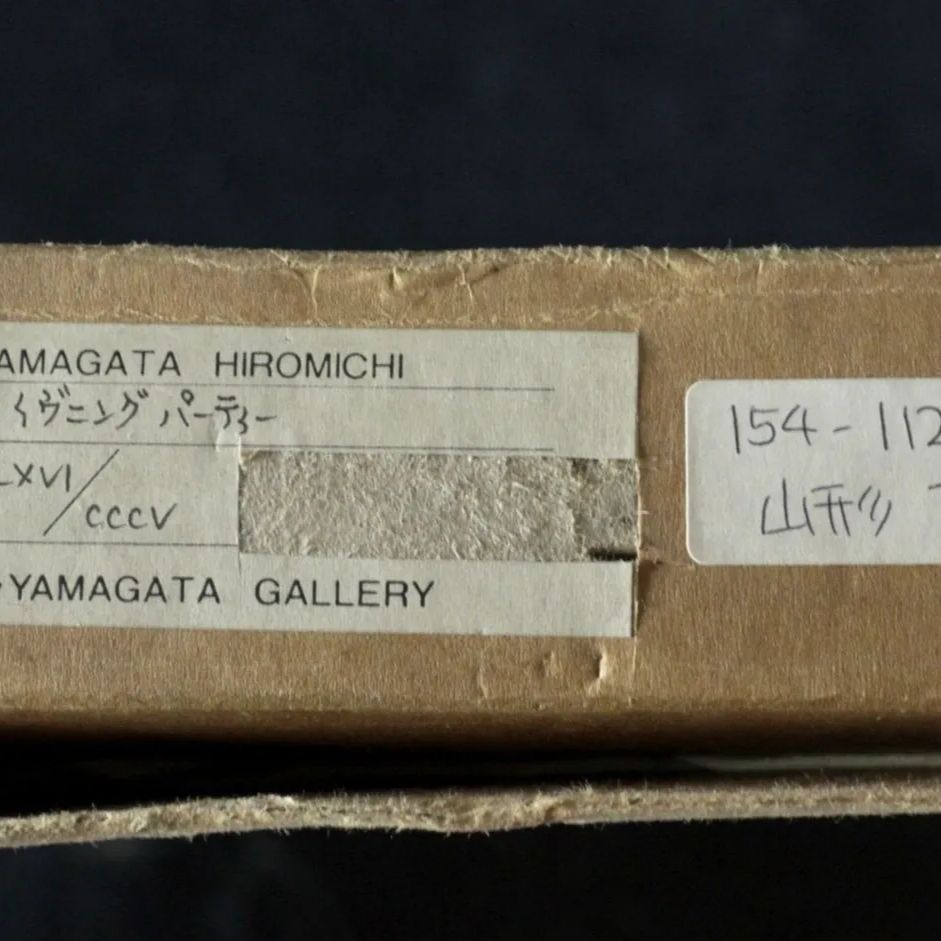 AMAGATA HIROMICHI
イヴニングパーティー
LXVI/CCCV
YAMAGATA GALLERY
154-112
山形